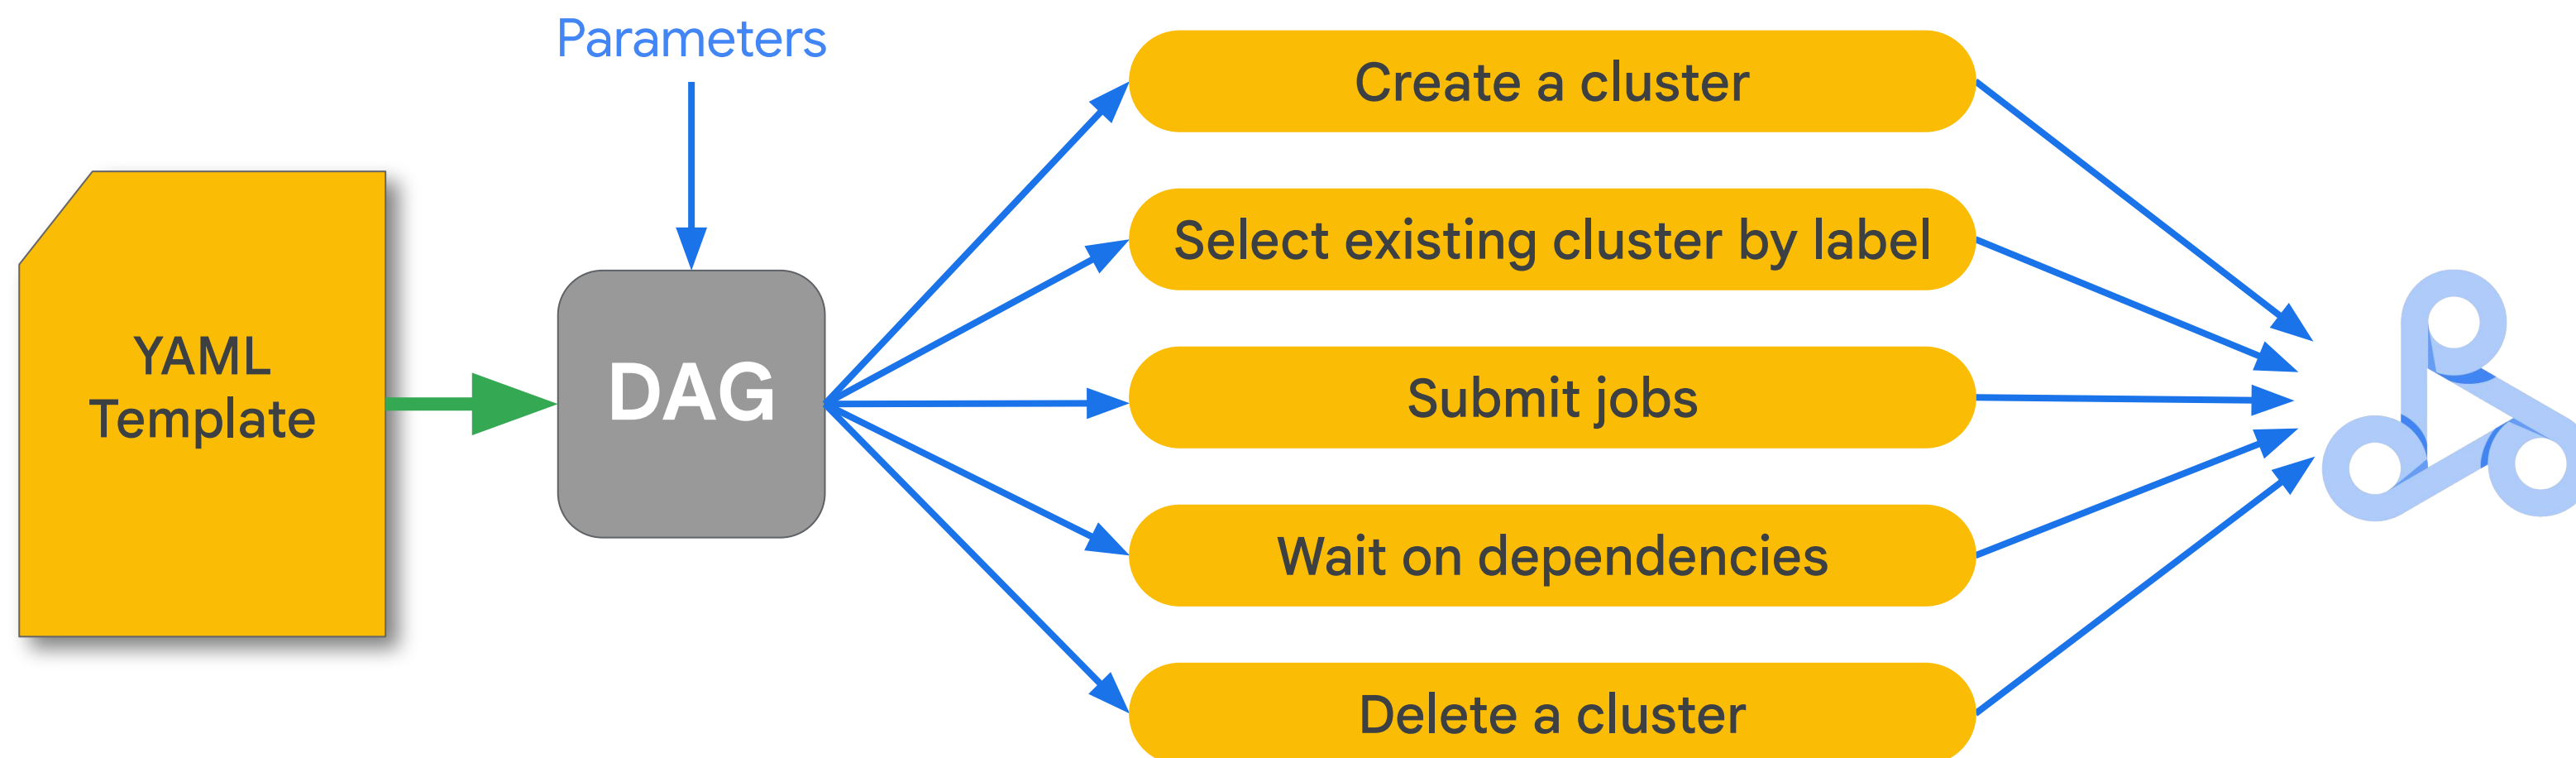 Parameters
YAML
Template
DAG
Create a cluster
Select existing cluster by label
Submit jobs
Wait on dependencies
Delete a cluster